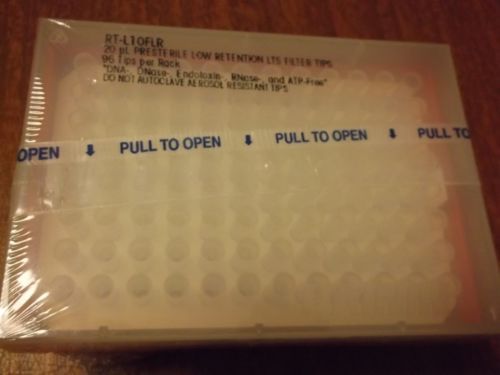 RT-L10FLR
20 µL PRESTERILE LOW RETENTION LTS FILTER TIPS
96 Tips per Rack
"DNA-, DNase-, Endotoxin-, RNase-, and ATP-Free"
DO NOT AUTOCLAVE AEROSOL RESISTANT TIPS
OPEN PULL TO OPEN PULL TO OPEN PULL TO